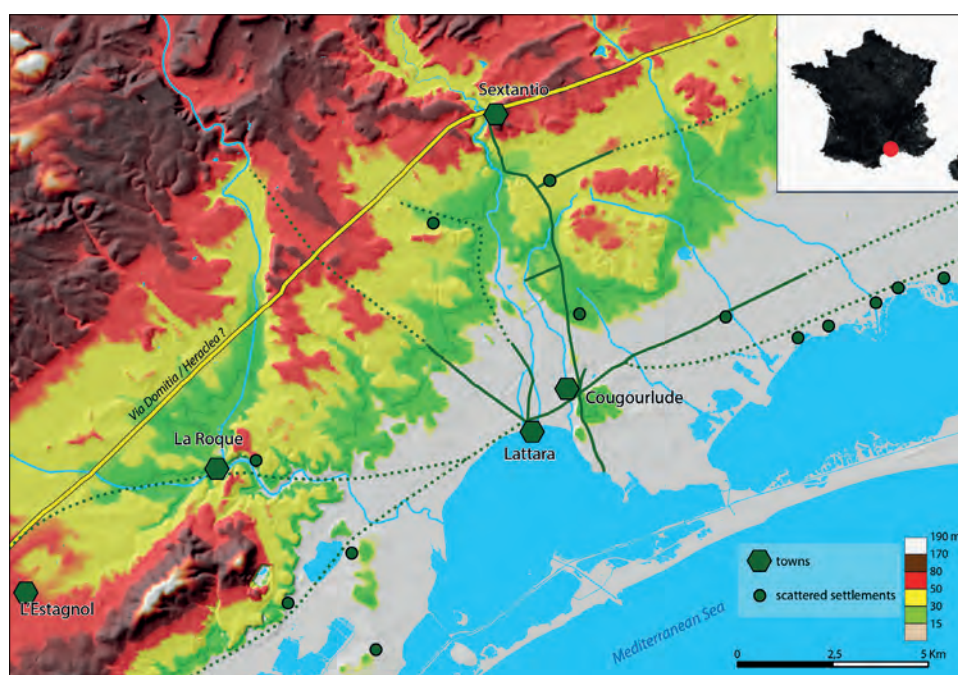 Sextantio
Via Domitia / Heraclea ?
Cougourlude
La Roque
Lattara
L'Estagnol
Mediterranean Sea
towns
scattered settlements
190 m
170
80
50
30
15
0 2,5 5 Km